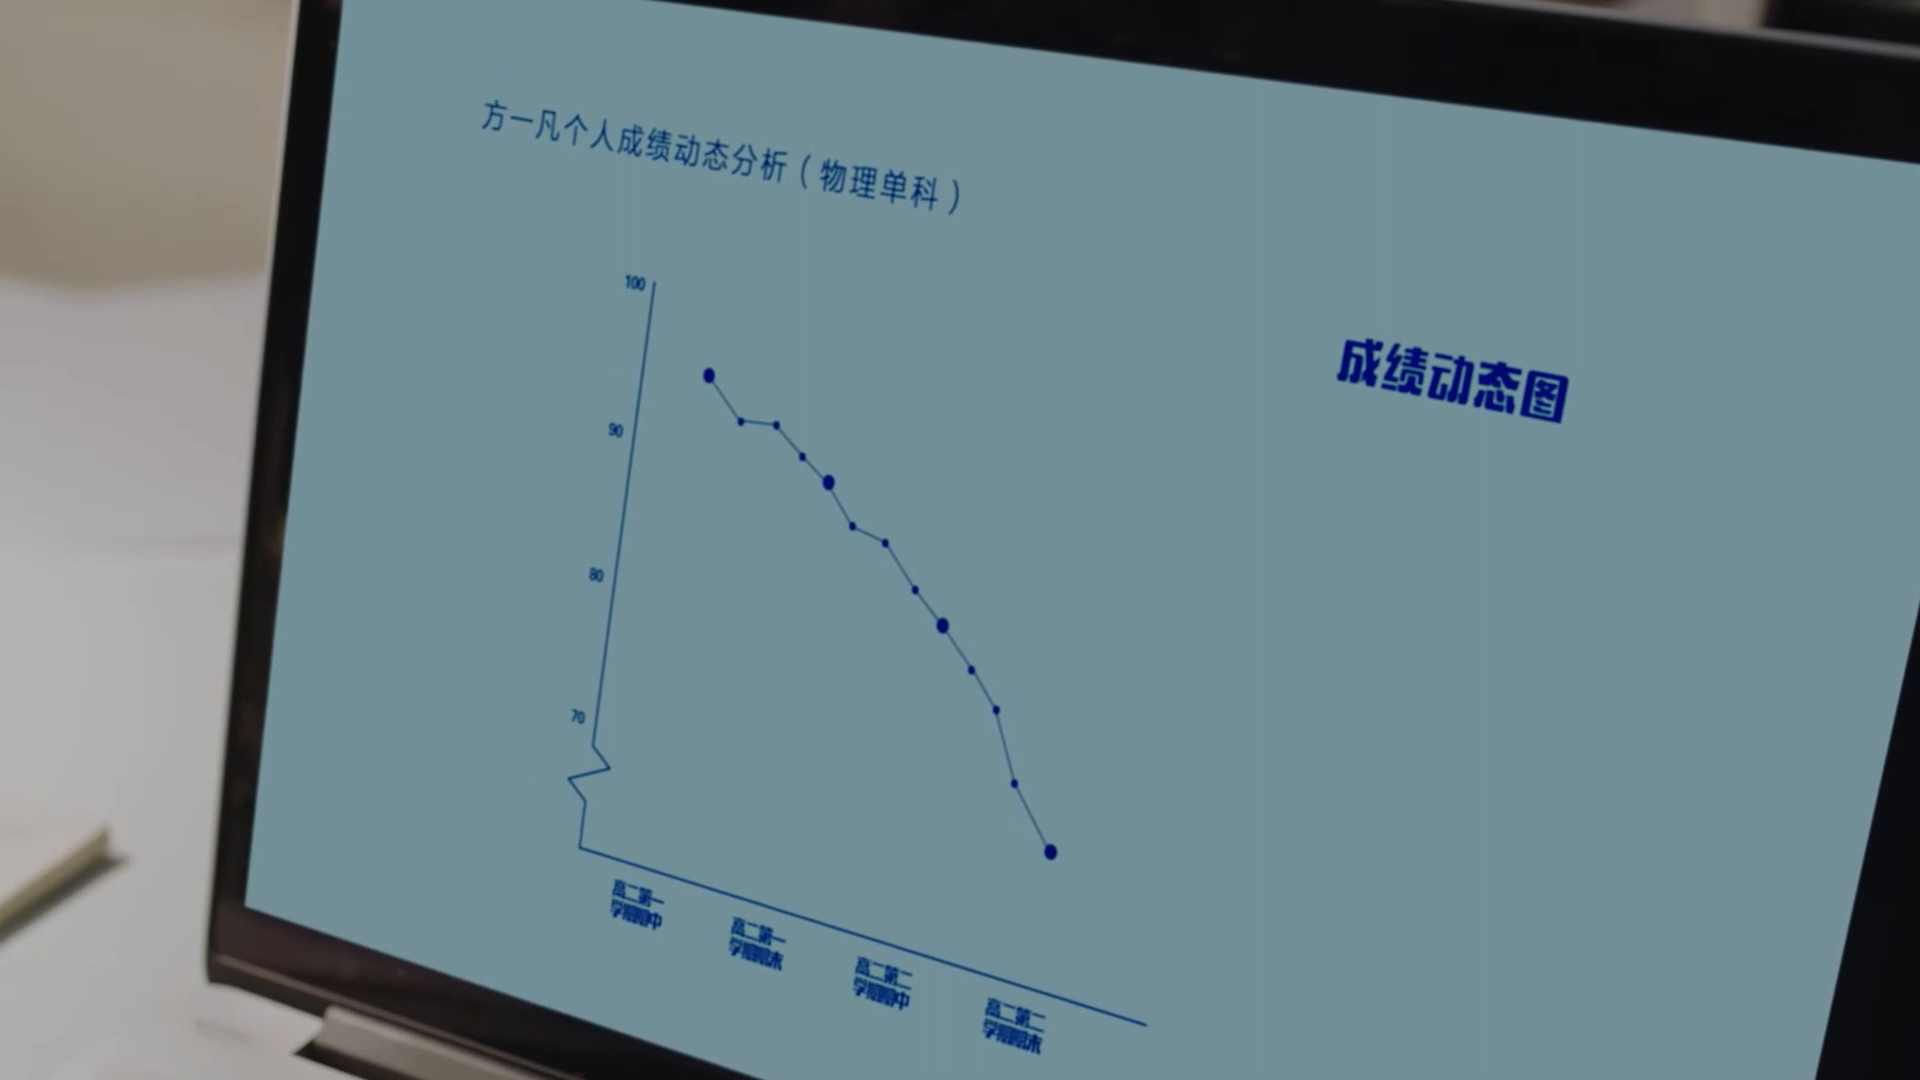 方一凡个人成绩动态分析（物理单科）
成绩动态图
100
90
80
70
高二第一
学期期中
高二第一
学期期末
高二第二
学期期中
高二第二
学期期末